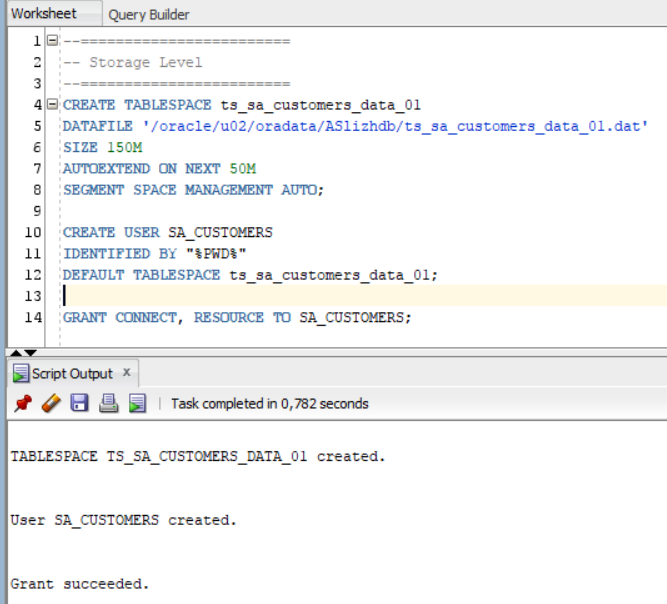 Worksheet Query Builder
1 --========================
2 -- Storage Level
3 --========================
4 CREATE TABLESPACE ts_sa_customers_data_01
5 DATAFILE '/oracle/u02/oradata/ASlizhdb/ts_sa_customers_data_01.dat'
6 SIZE 150M
7 AUTOEXTEND ON NEXT 50M
8 SEGMENT SPACE MANAGEMENT AUTO;
9
10 CREATE USER SA_CUSTOMERS
11 IDENTIFIED BY "%PWD%"
12 DEFAULT TABLESPACE ts_sa_customers_data_01;
13
14 GRANT CONNECT, RESOURCE TO SA_CUSTOMERS;
Script Output x
Task completed in 0,782 seconds
TABLESPACE TS_SA_CUSTOMERS_DATA_01 created.
User SA_CUSTOMERS created.
Grant succeeded.